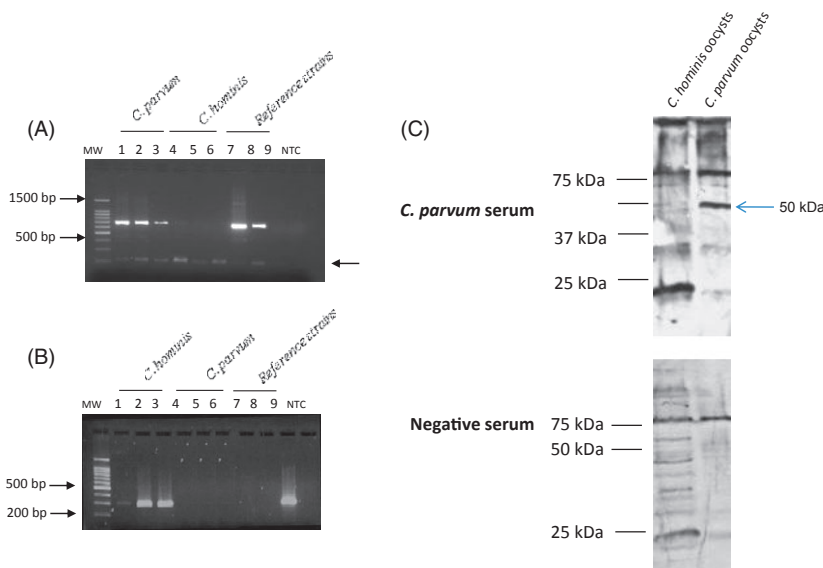 (A)
C. parvum
C. hominis
Reference strains
MW 1 2 3 4 5 6 7 8 9 NTC
1500 bp
500 bp
(B)
C. hominis
C. parvum
Reference strains
MW 1 2 3 4 5 6 7 8 9 NTC
500 bp
200 bp
(C)
C. hominis oocysts
C. parvum oocysts
75 kDa
C. parvum serum
50 kDa
37 kDa
25 kDa
Negative serum
75 kDa
50 kDa
25 kDa